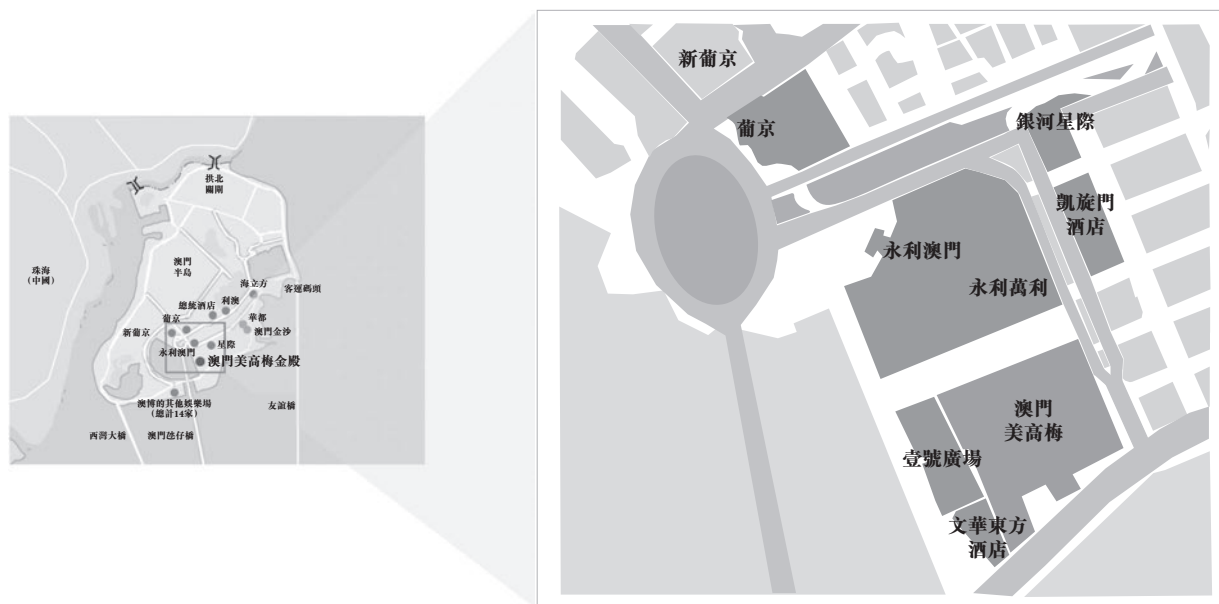 拱北
關閘
珠海
(中國)
澳門
半島
海立方
客運碼頭
總統酒店
利澳
葡京
華都
新葡京
澳門金沙
永利澳門
星際
澳門美高梅金殿
澳博的其他娛樂場
(總計14家)
友誼橋
西灣大橋
澳門氹仔橋
新葡京
葡京
銀河星際
凱旋門
酒店
永利澳門
永利萬利
澳門
美高梅
壹號廣場
文華東方
酒店